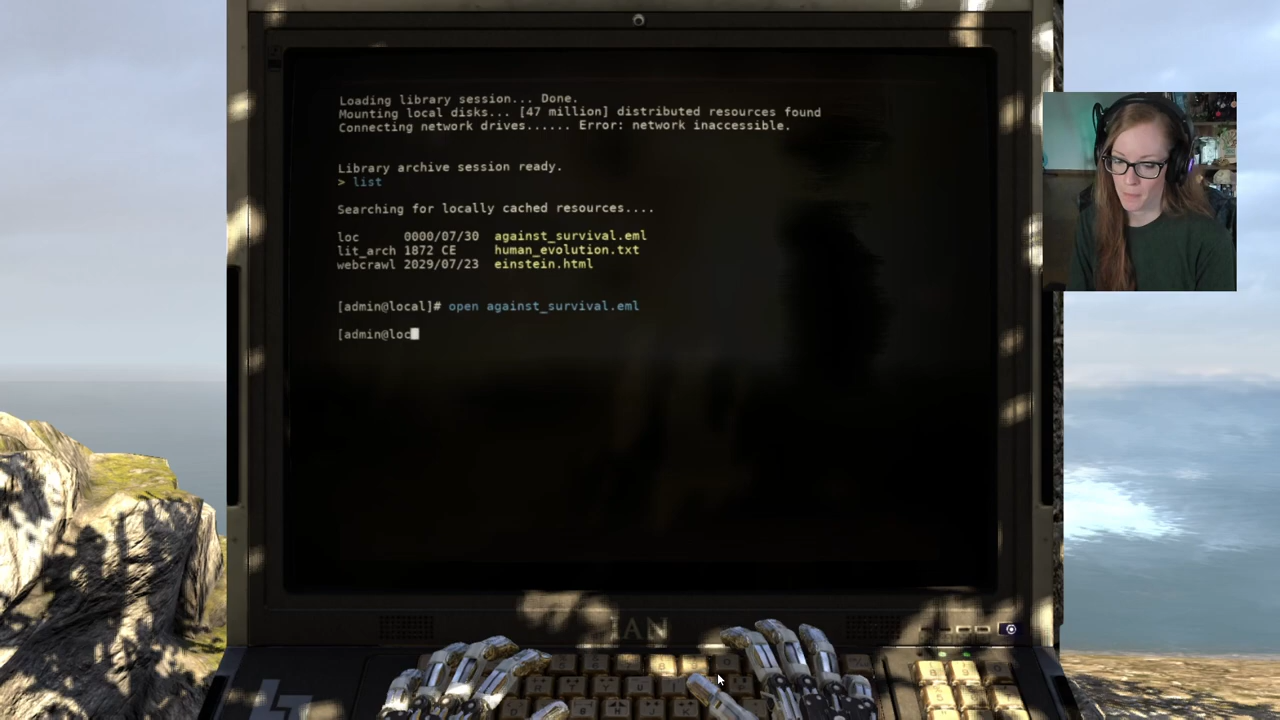 Loading library session... Done.
Mounting local disks... [47 million] distributed resources found
Connecting network drives...... Error: network inaccessible.
Library archive session ready.
> list
Searching for locally cached resources....
loc 0000/07/30 against_survival.eml
lit_arch 1872 CE human_evolution.txt
webcrawl 2029/07/23 einstein.html
[admin@local]# open against_survival.eml
[admin@loc
IAN